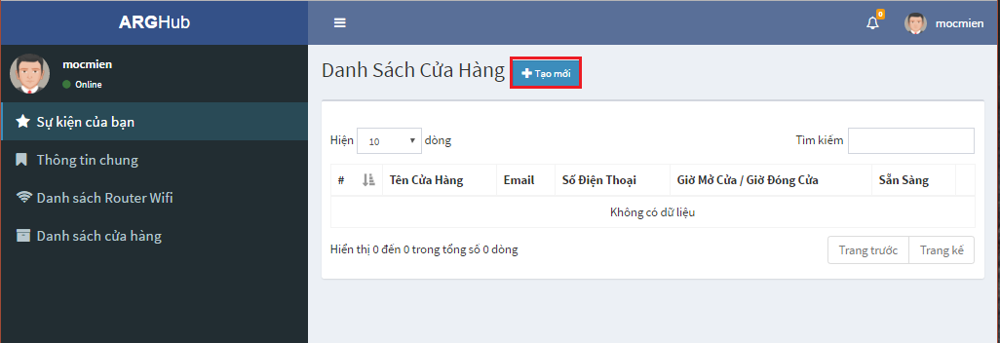 ARGHub
0
mocmien
mocmien
Online
Sự kiện của bạn
Thông tin chung
Danh sách Router Wifi
Danh sách cửa hàng
Danh Sách Cửa Hàng
Tạo mới
Hiện 10 dòng
Tìm kiếm
# Tên Cửa Hàng Email Số Điện Thoại Giờ Mở Cửa / Giờ Đóng Cửa Sẵn Sàng
Không có dữ liệu
Hiển thị 0 đến 0 trong tổng số 0 dòng
Trang trước Trang kế